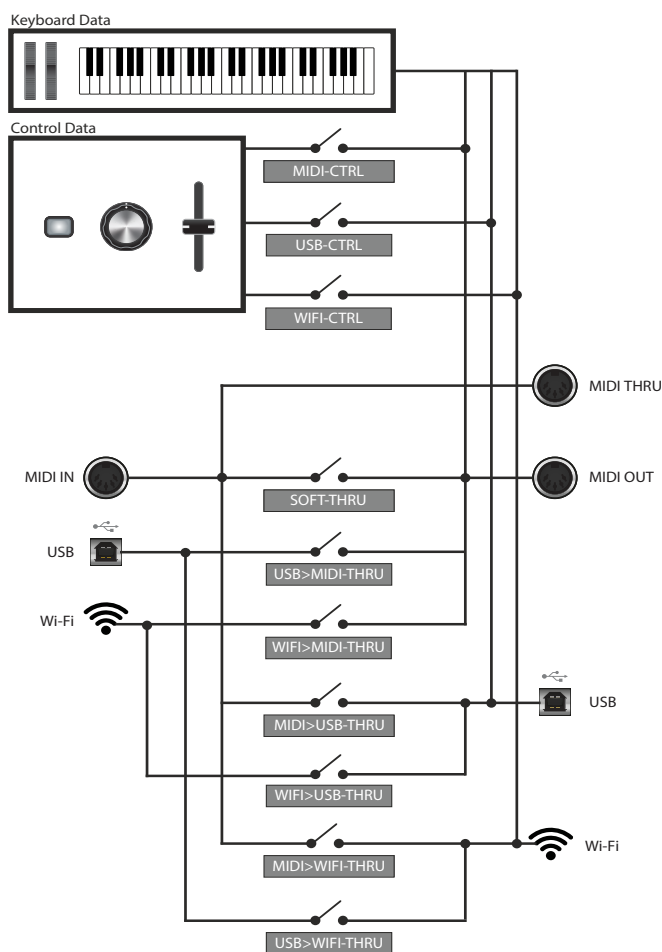 Keyboard Data
Control Data
MIDI-CTRL
USB-CTRL
WIFI-CTRL
MIDI THRU
MIDI IN
MIDI OUT
SOFT-THRU
USB
USB>MIDI-THRU
Wi-Fi
WIFI>MIDI-THRU
USB
MIDI>USB-THRU
WIFI>USB-THRU
Wi-Fi
MIDI>WIFI-THRU
USB>WIFI-THRU